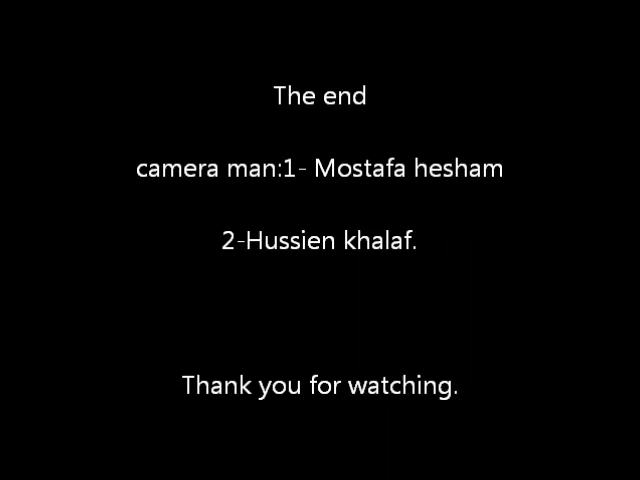 The end
camera man:1- Mostafa hesham
2-Hussien khalaf.
Thank you for watching.